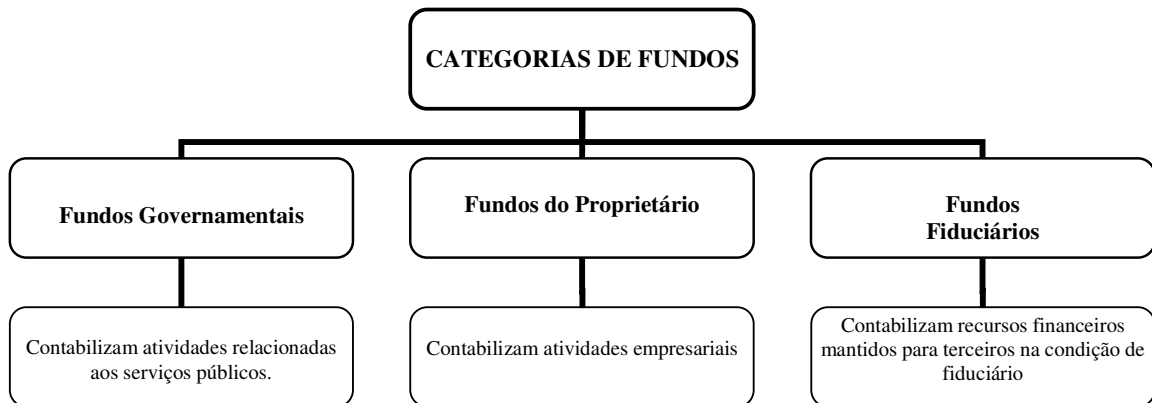 CATEGORIAS DE FUNDOS
Fundos Governamentais
Fundos do Proprietário
Fundos
Fiduciários
Contabilizam atividades relacionadas
aos serviços públicos.
Contabilizam atividades empresariais
Contabilizam recursos financeiros
mantidos para terceiros na condição de
fiduciário